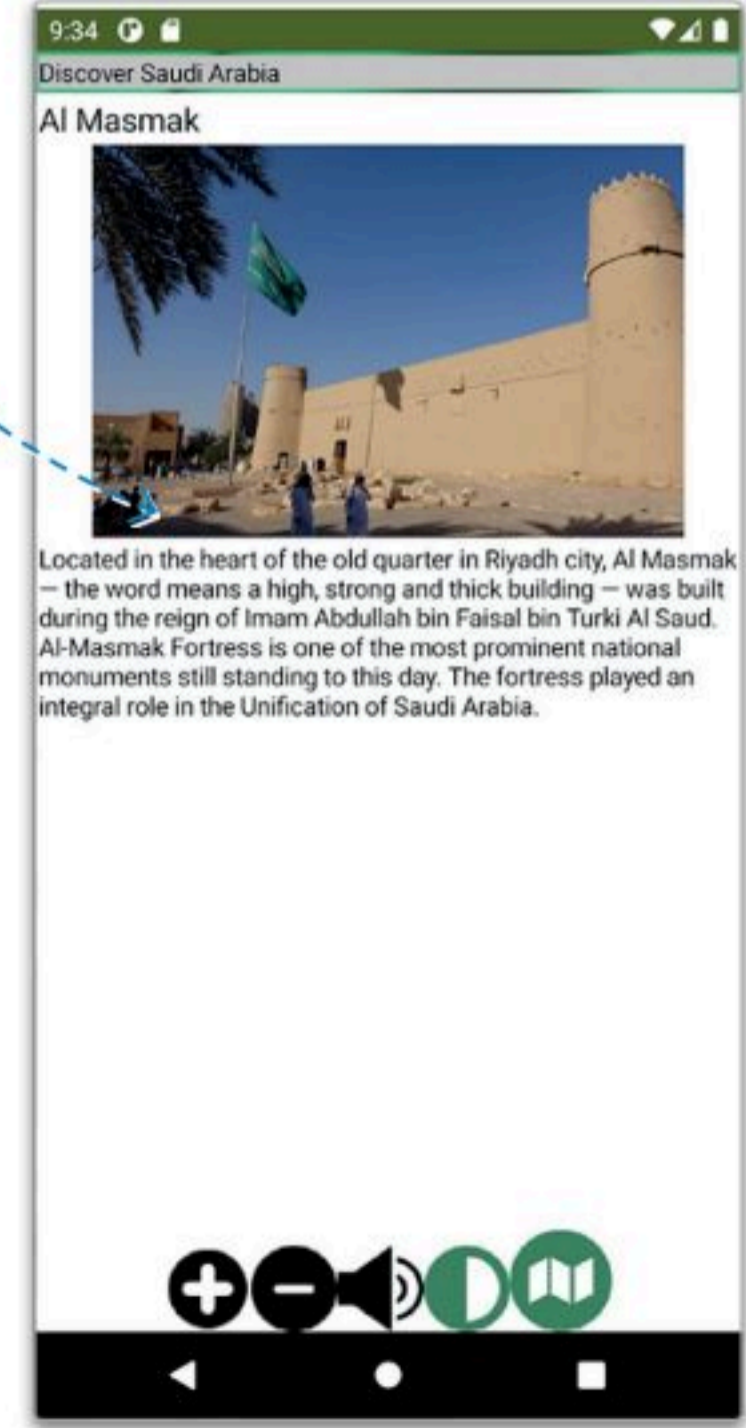 9:34
Discover Saudi Arabia
Al Masmak
Located in the heart of the old quarter in Riyadh city, Al Masmak
— the word means a high, strong and thick building — was built
during the reign of Imam Abdullah bin Faisal bin Turki Al Saud.
Al-Masmak Fortress is one of the most prominent national
monuments still standing to this day. The fortress played an
integral role in the Unification of Saudi Arabia.